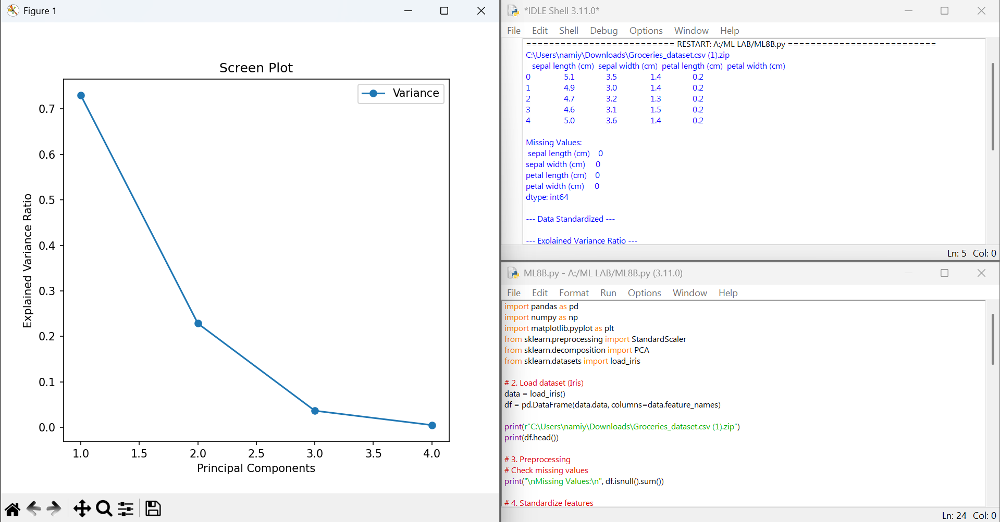 Figure 1
Screen Plot
Variance
Explained Variance Ratio
0.7
0.6
0.5
0.4
0.3
0.2
0.1
0.0
1.0 1.5 2.0 2.5 3.0 3.5 4.0
Principal Components
*IDLE Shell 3.11.0*
File Edit Shell Debug Options Window Help
========================== RESTART: A:/ML LAB/ML8B.py ==========================
C:\Users\namiy\Downloads\Groceries_dataset.csv (1).zip
sepal length (cm) sepal width (cm) petal length (cm) petal width (cm)
0 5.1 3.5 1.4 0.2
1 4.9 3.0 1.4 0.2
2 4.7 3.2 1.3 0.2
3 4.6 3.1 1.5 0.2
4 5.0 3.6 1.4 0.2
Missing Values:
sepal length (cm) 0
sepal width (cm) 0
petal length (cm) 0
petal width (cm) 0
dtype: int64
--- Data Standardized ---
--- Explained Variance Ratio ---
Ln: 5 Col: 0
ML8B.py - A:/ML LAB/ML8B.py (3.11.0)
File Edit Format Run Options Window Help
import pandas as pd
import numpy as np
import matplotlib.pyplot as plt
from sklearn.preprocessing import StandardScaler
from sklearn.decomposition import PCA
from sklearn.datasets import load_iris
# 2. Load dataset (Iris)
data = load_iris()
df = pd.DataFrame(data.data, columns=data.feature_names)
print(r"C:\Users\namiy\Downloads\Groceries_dataset.csv (1).zip")
print(df.head())
# 3. Preprocessing
# Check missing values
print("\nMissing Values:\n", df.isnull().sum())
# 4. Standardize features
Ln: 24 Col: 0